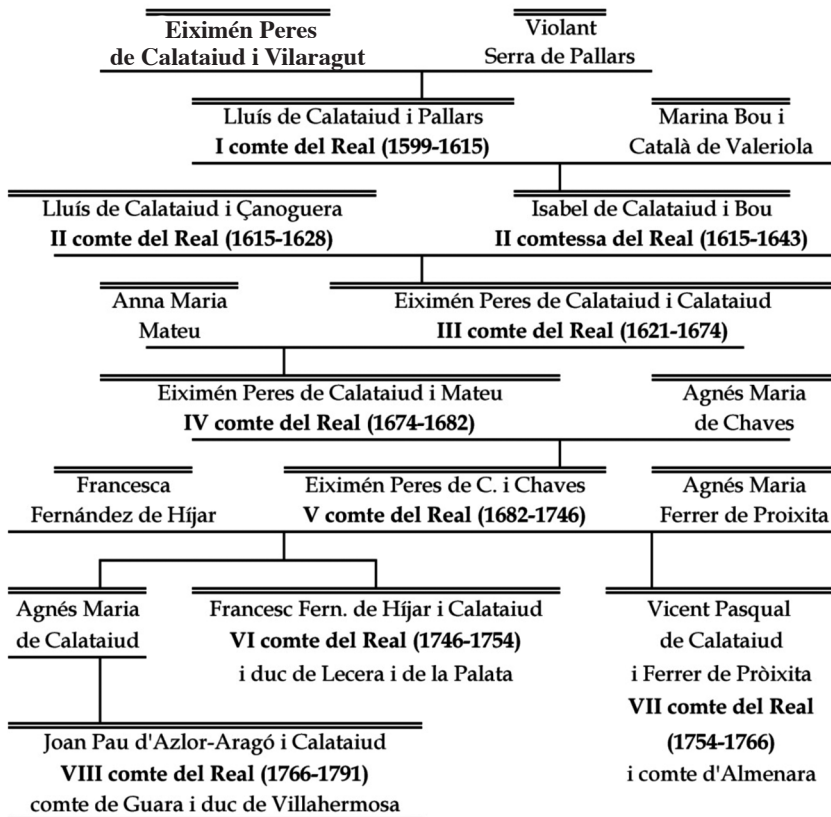 Eiximén Peres
de Calataiud i Vilaragut
Violant
Serra de Pallars
Lluís de Calataiud i Pallars
I comte del Real (1599-1615)
Marina Bou i
Català de Valeriola
Lluís de Calataiud i Çanoguera
II comte del Real (1615-1628)
Isabel de Calataiud i Bou
II comtessa del Real (1615-1643)
Anna Maria
Mateu
Eiximén Peres de Calataiud i Calataiud
III comte del Real (1621-1674)
Eiximén Peres de Calataiud i Mateu
IV comte del Real (1674-1682)
Agnés Maria
de Chaves
Francesca
Fernández de Híjar
Eiximén Peres de C. i Chaves
V comte del Real (1682-1746)
Agnés Maria
Ferrer de Proixita
Agnés Maria
de Calataiud
Francesc Fern. de Híjar i Calataiud
VI comte del Real (1746-1754)
i duc de Lecera i de la Palata
Vicent Pasqual
de Calataiud
i Ferrer de Pròixita
VII comte del Real
(1754-1766)
i comte d'Almenara
Joan Pau d'Azlor-Aragó i Calataiud
VIII comte del Real (1766-1791)
comte de Guara i duc de Villahermosa